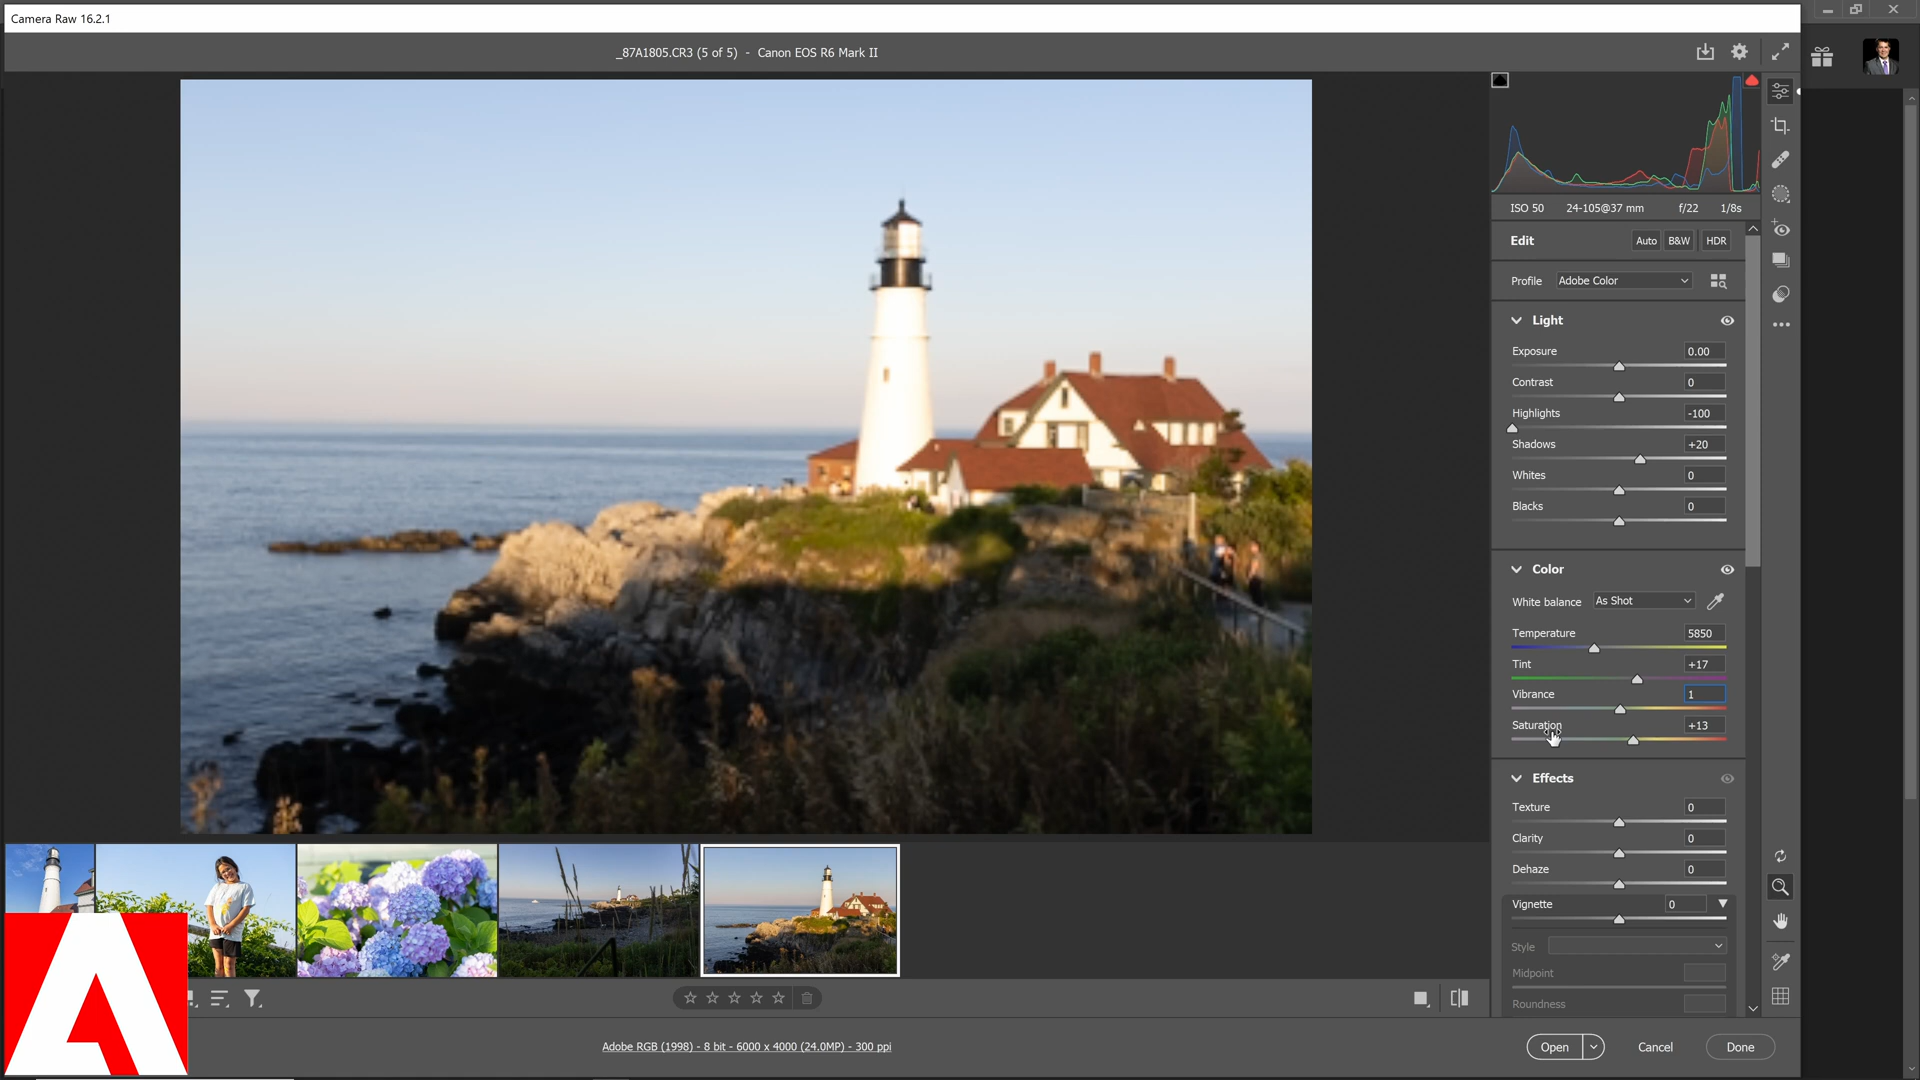 Camera Raw 16.2.1
_87A1805.CR3 (5 of 5) - Canon EOS R6 Mark II
ISO 50 24-105@37 mm f/22 1/8s
Edit Auto B&W HDR
Profile Adobe Color
Light
Exposure 0.00
Contrast 0
Highlights -100
Shadows +20
Whites 0
Blacks 0
Color
White balance As Shot
Temperature 5850
Tint +17
Vibrance 1
Saturation +13
Effects
Texture 0
Clarity 0
Dehaze 0
Vignette 0
Style
Midpoint
Roundness
Adobe RGB (1998) - 8 bit - 6000 x 4000 (24.0MP) - 300 ppi
Open Cancel Done